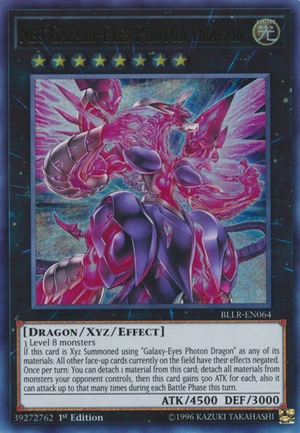 Neo Galaxy-Eyes Photon Dragon
LIGHT
光
BLLR-EN064
[Dragon/Xyz/Effect]
3 Level 8 monsters
If this card is Xyz Summoned using "Galaxy-Eyes Photon Dragon" as any of its
materials: All other face-up cards currently on the field have their effects negated.
Once per turn: You can detach 1 material from this card; detach all materials from
monsters your opponent controls, then this card gains 500 ATK for each, also it
can attack up to that many times during each Battle Phase this turn.
ATK/4500 DEF/3000
39272762 1st Edition ©1996 KAZUKI TAKAHASHI